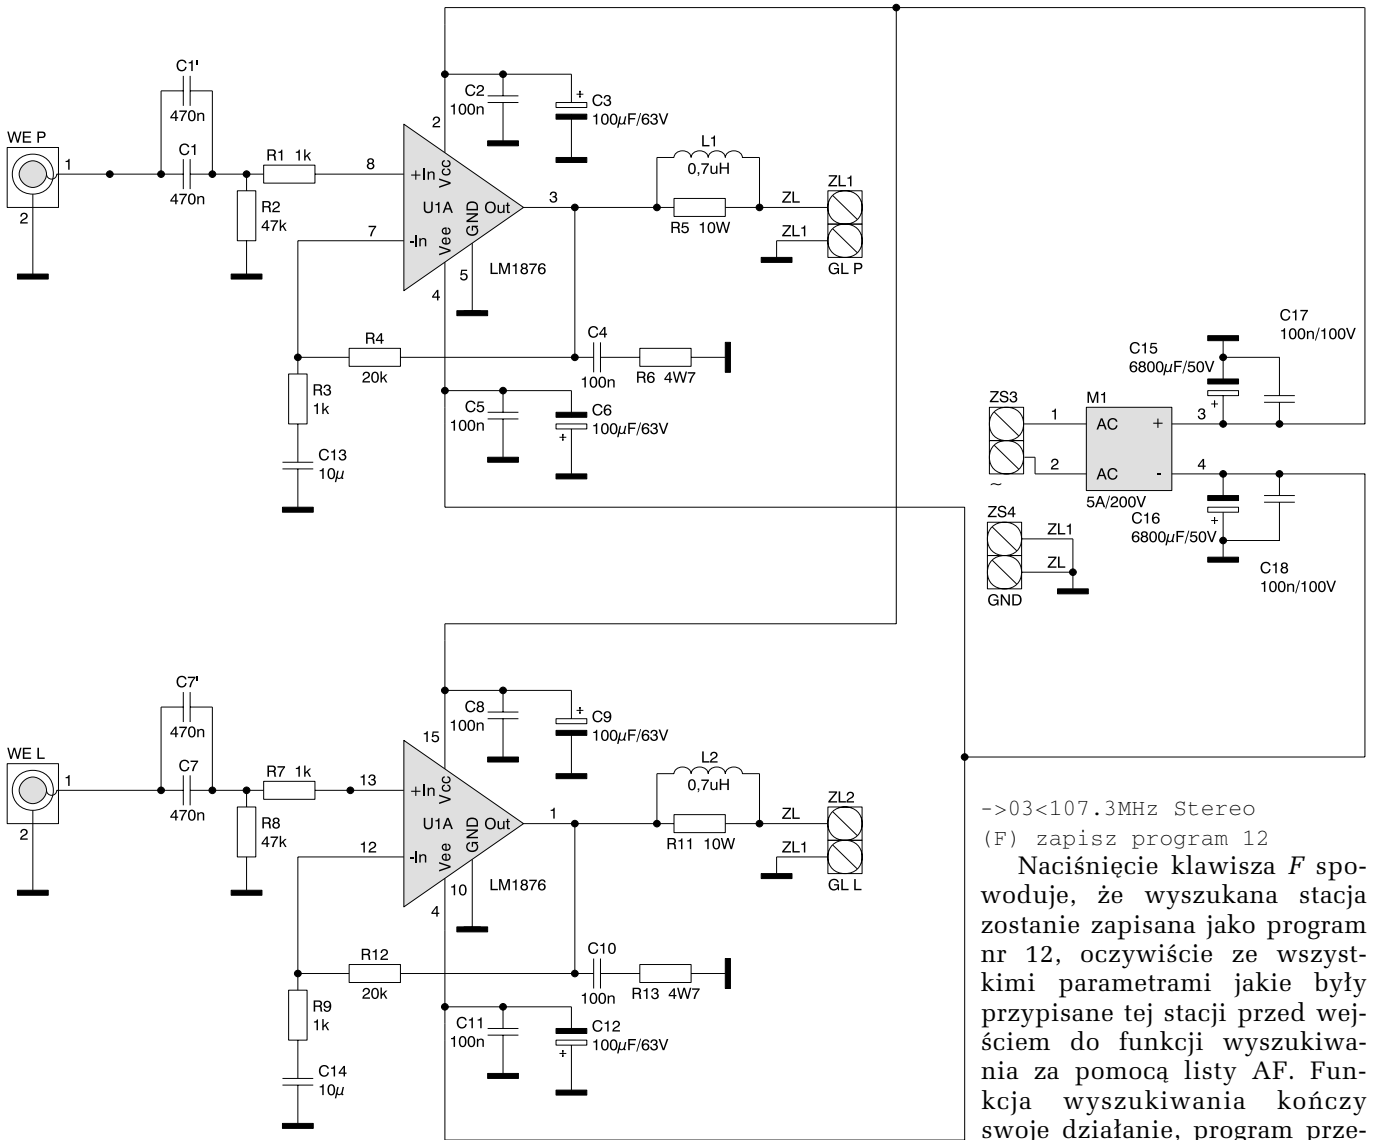 C1'
470n
C1
470n
WE P
1
2
R1 1k
R2
47k
8
7
2
+In
-In
Vcc
U1A
GND
Vee
Out
3
5
4
LM1876
C2
100n
+
C3
100µF/63V
L1
0,7uH
R5 10W
ZL
ZL1
ZL1
GL P
R4
20k
R3
1k
C13
10µ
C4
100n
R6 4W7
C5
100n
C6
100µF/63V
+
C17
100n/100V
C15
6800µF/50V
+
ZS3
1
2
~
M1
AC
AC
+
-
3
4
5A/200V
C16
6800µF/50V
+
C18
100n/100V
ZS4
ZL1
ZL
GND
C7'
470n
C7
470n
WE L
1
2
R7 1k
R8
47k
13
12
15
+In
-In
Vcc
U1A
GND
Vee
Out
1
10
4
LM1876
C8
100n
+
C9
100µF/63V
L2
0,7uH
R11 10W
ZL
ZL1
ZL2
GL L
R12
20k
R9
1k
C14
10µ
C10
100n
R13 4W7
C11
100n
C12
100µF/63V
+
->03<107.3MHz Stereo
(F) zapisz program 12
Naciśnięcie klawisza F spo-
woduje, że wyszukana stacja
zostanie zapisana jako program
nr 12, oczywiście ze wszyst-
kimi parametrami jakie były
przypisane tej stacji przed wej-
ściem do funkcji wyszukiwa-
nia za pomocą listy AF. Fun-
kcja wyszukiwania kończy
swoje działanie, program prze-